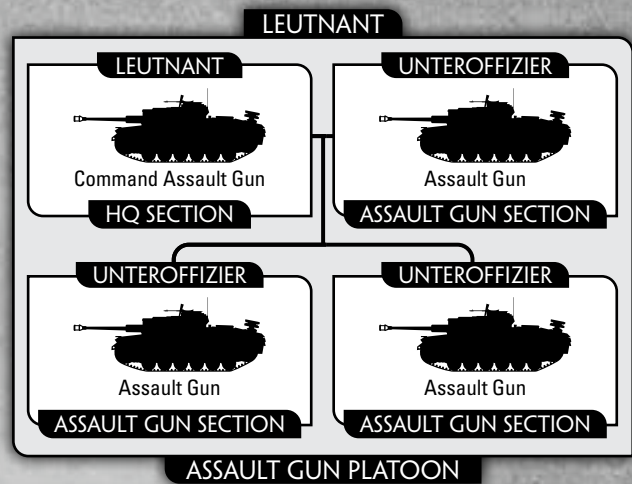 LEUTNANT
LEUTNANT
Command Assault Gun
HQ SECTION
UNTEROFFIZIER
Assault Gun
ASSAULT GUN SECTION
UNTEROFFIZIER
Assault Gun
ASSAULT GUN SECTION
UNTEROFFIZIER
Assault Gun
ASSAULT GUN SECTION
ASSAULT GUN PLATOON